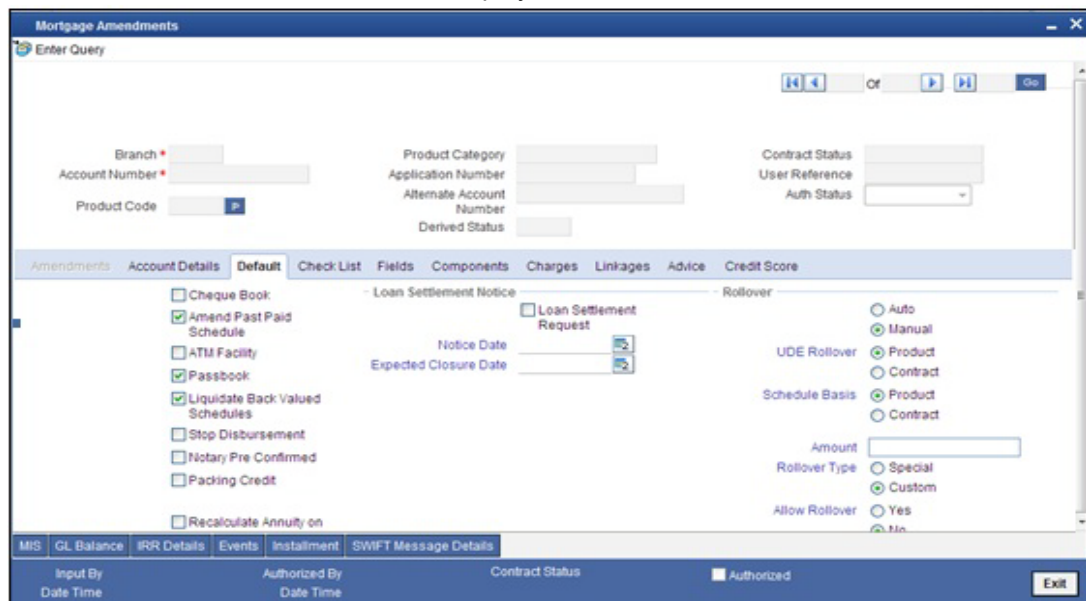 Mortgage Amendments
Enter Query
Of
Go
Branch *
Account Number *
Product Code
P
Product Category
Application Number
Alternate Account
Number
Derived Status
Contract Status
User Reference
Auth Status
Amendments Account Details Default Check List Fields Components Charges Linkages Advice Credit Score
Cheque Book
Amend Past Paid
Schedule
ATM Facility
Passbook
Liquidate Back Valued
Schedules
Stop Disbursement
Notary Pre Confirmed
Packing Credit
Recalculate Annuity on
Loan Settlement Notice
Loan Settlement
Request
Notice Date
Expected Closure Date
Rollover
Auto
Manual
UDE Rollover
Product
Contract
Schedule Basis
Product
Contract
Amount
Rollover Type
Special
Custom
Allow Rollover
Yes
No
MIS GL Balance IRR Details Events Installment SWIFT Message Details
Input By
Date Time
Authorized By
Date Time
Contract Status
Authorized
Exit